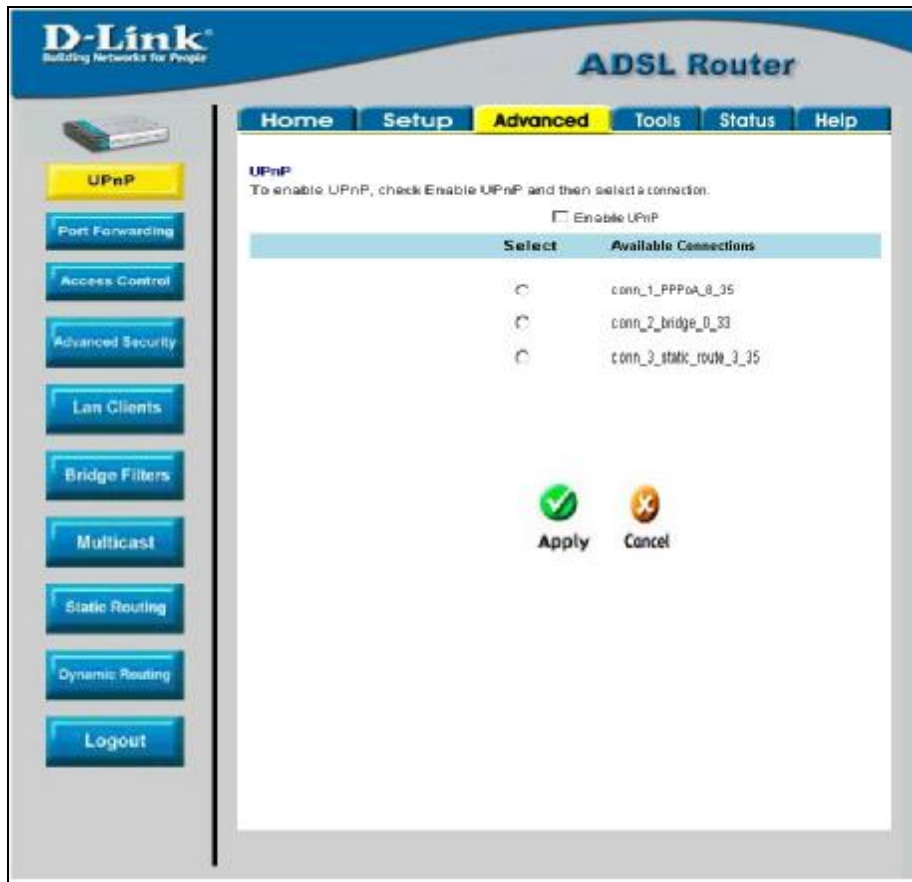 D-Link
Building Networks for People
ADSL Router
Home Setup Advanced Tools Status Help
UPnP
Port Forwarding
Access Control
Advanced Security
Lan Clients
Bridge Filters
Multicast
Static Routing
Dynamic Routing
Logout
UPnP
To enable UPnP, check Enable UPnP and then select a connection.
Enable UPnP
Select Available Connections
conn_1_PPPoA_8_35
conn_2_bridge_0_33
conn_3_static_route_3_35
Apply Cancel